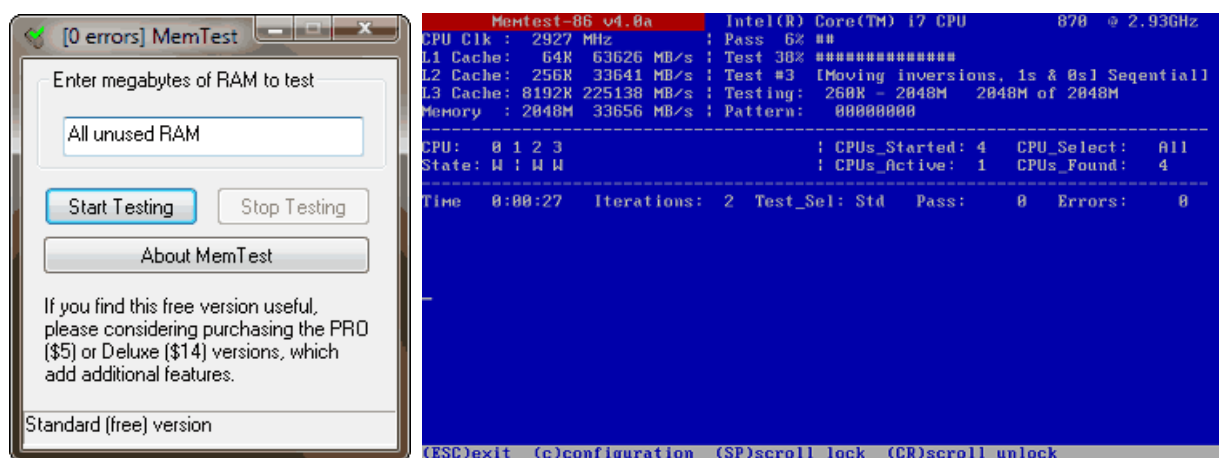 [0 errors] MemTest
Enter megabytes of RAM to test
All unused RAM
Start Testing
Stop Testing
About MemTest
If you find this free version useful,
please considering purchasing the PRO
($5) or Deluxe ($14) versions, which
add additional features.
Standard (free) version
Memtest-86 v4.0a Intel(R) Core(TM) i7 CPU 870 @ 2.93GHz
CPU Clk : 2927 MHz | Pass 6% ##
L1 Cache: 64K 63626 MB/s | Test 38% ##############
L2 Cache: 256K 33641 MB/s | Test #3 [Moving inversions, 1s & 0s] Seqential]
L3 Cache: 8192K 225138 MB/s | Testing: 260K - 2048M 2048M of 2048M
Memory : 2048M 33656 MB/s | Pattern: 00000000
CPU: 0 1 2 3 | CPUs_Started: 4 CPU_Select: All
State: W | W W | CPUs_Active: 1 CPUs_Found: 4
Time 0:00:27 Iterations: 2 Test_Sel: Std Pass: 0 Errors: 0
(ESC)exit (c)configuration (SP)scroll lock (CR)scroll unlock